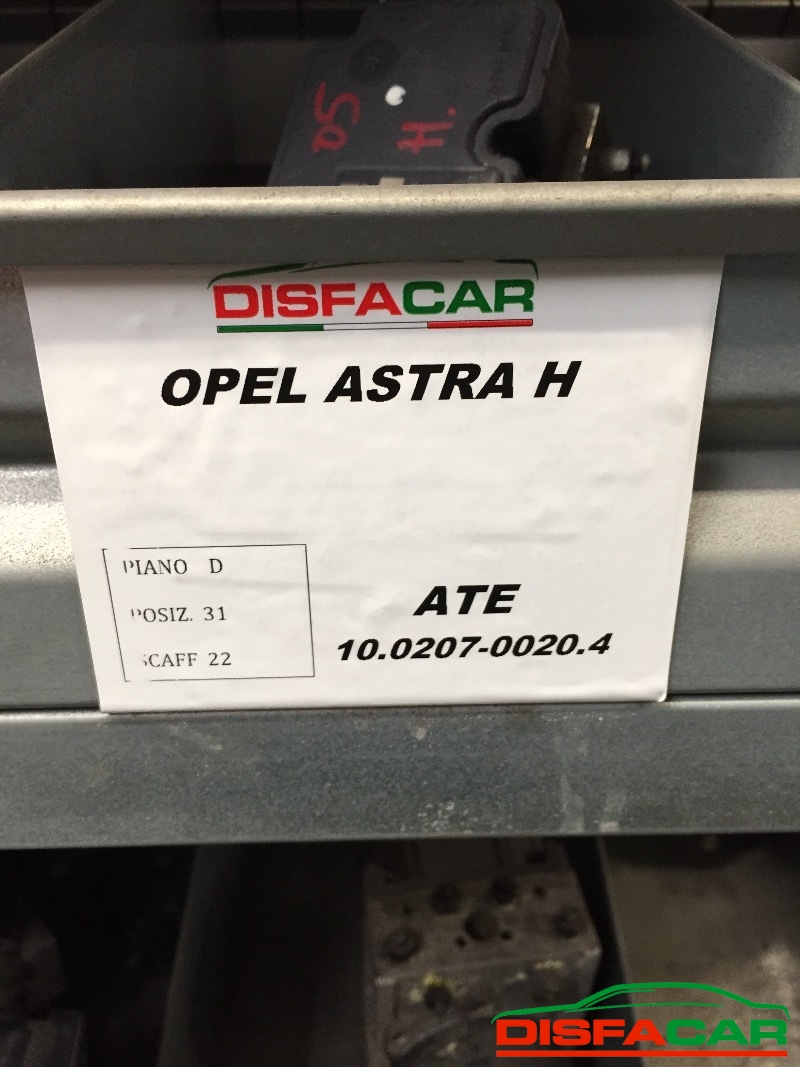 H.
DISFACAR
OPEL ASTRA H
PIANO D
POSIZ. 31
SCAFF 22
ATE
10.0207-0020.4
DISFACAR